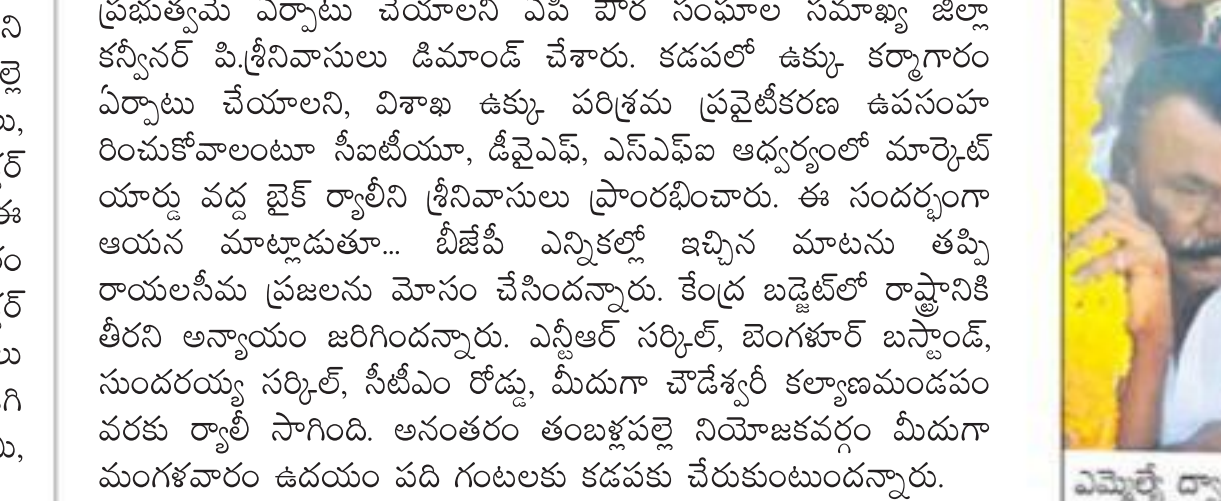 ప్రభుత్వమే ఏర్పాటు చేయాలని ఏపీ పౌర సంఘాల సమాఖ్య జిల్లా
కన్వీనర్ పి.శ్రీనివాసులు డిమాండ్ చేశారు. కడపలో ఉక్కు కర్మాగారం
ఏర్పాటు చేయాలని, విశాఖ ఉక్కు పరిశ్రమ ప్రవైటీకరణ ఉపసంహ
రించుకోవాలంటూ సీఐటీయూ, డీవైఎఫ్, ఎస్ఎఫ్ఐ ఆధ్వర్యంలో మార్కెట్
యార్డు వద్ద బైక్ ర్యాలీని శ్రీనివాసులు ప్రారంభించారు. ఈ సందర్భంగా
ఆయన మాట్లాడుతూ... బీజేపీ ఎన్నికల్లో ఇచ్చిన మాటను తప్పి
రాయలసీమ ప్రజలను మోసం చేసిందన్నారు. కేంద్ర బడ్జెట్‌లో రాష్ట్రానికి
తీరని అన్యాయం జరిగిందన్నారు. ఎన్టీఆర్ సర్కిల్, బెంగళూర్ బస్టాండ్,
సుందరయ్య సర్కిల్, సీటీఎం రోడ్డు, మీదుగా చౌడేశ్వరీ కల్యాణమండపం
వరకు ర్యాలీ సాగింది. అనంతరం తంబళ్లపల్లె నియోజకవర్గం మీదుగా
మంగళవారం ఉదయం పది గంటలకు కడపకు చేరుకుంటుందన్నారు.
ఎమ్మెల్యే